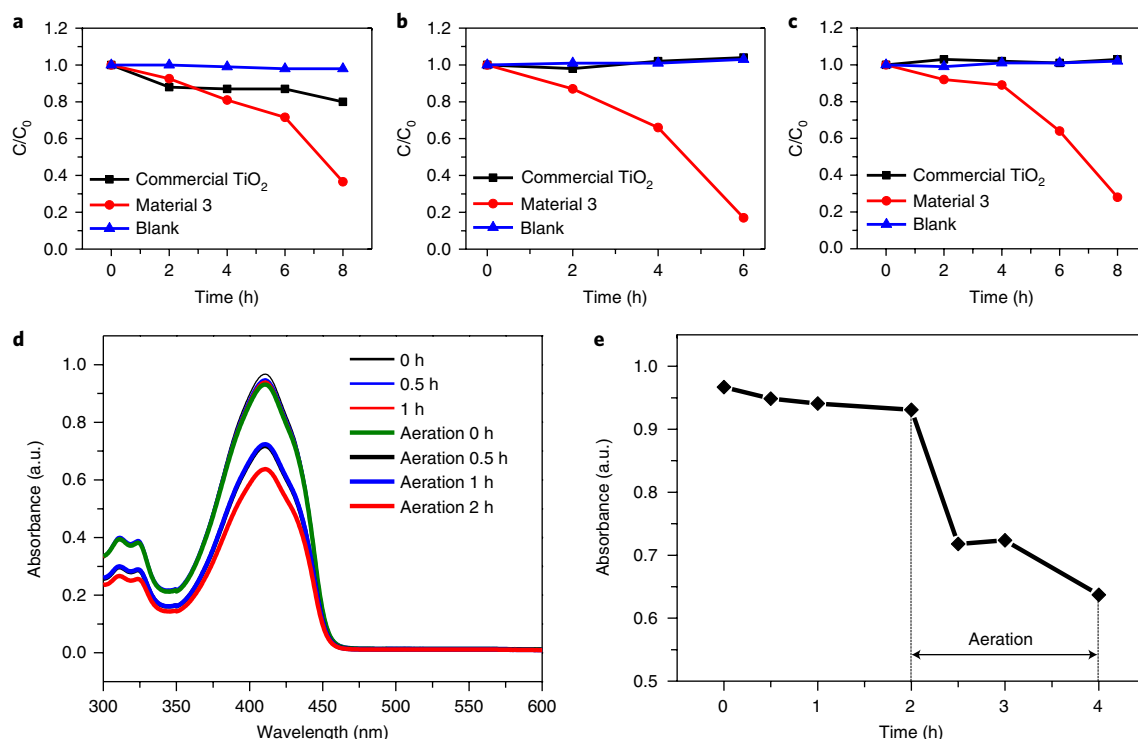 a
C/C0
1.2
1.0
0.8
0.6
0.4
0.2
0.0
Commercial TiO2
Material 3
Blank
0 2 4 6 8
Time (h)
b
C/C0
1.2
1.0
0.8
0.6
0.4
0.2
0.0
Commercial TiO2
Material 3
Blank
0 2 4 6
Time (h)
c
C/C0
1.2
1.0
0.8
0.6
0.4
0.2
0.0
Commercial TiO2
Material 3
Blank
0 2 4 6 8
Time (h)
d
Absorbance (a.u.)
1.0
0.8
0.6
0.4
0.2
0.0
0 h
0.5 h
1 h
Aeration 0 h
Aeration 0.5 h
Aeration 1 h
Aeration 2 h
300 350 400 450 500 550 600
Wavelength (nm)
e
Absorbance (a.u.)
1.0
0.9
0.8
0.7
0.6
0.5
Aeration
0 1 2 3 4
Time (h)